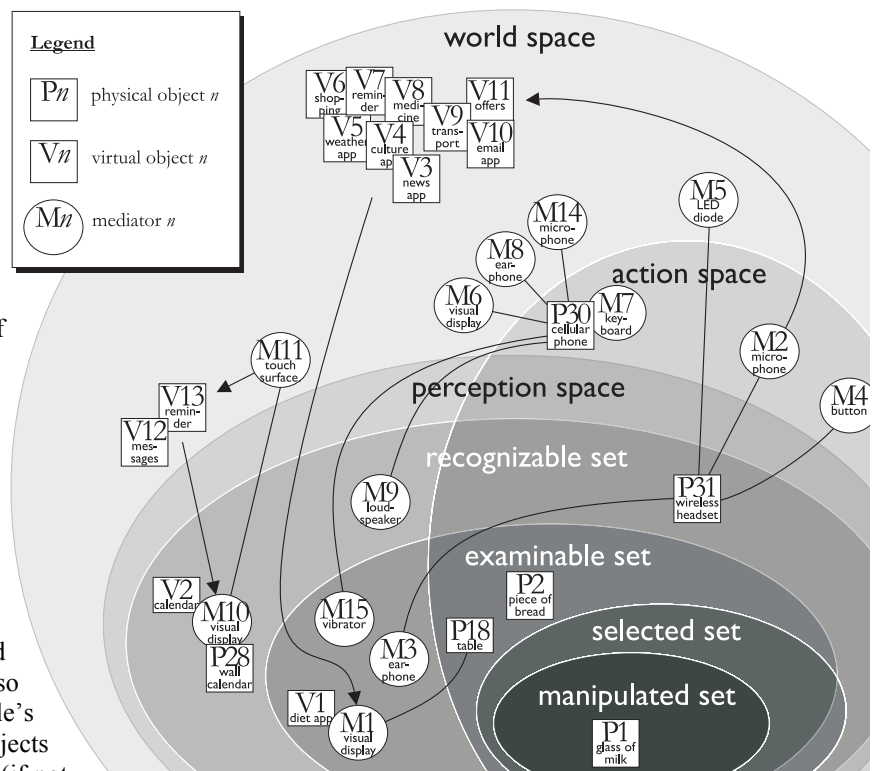 Legend
Pn physical object n
Vn virtual object n
Mn mediator n
world space
V6
shop-
ping
V7
remin-
der
V8
medi-
cine
V11
offers
V9
trans-
port
V10
email
app
V5
weather
app
V4
culture
ap
V3
news
app
M5
LED
diode
M14
micro-
phone
M8
ear-
phone
action space
M6
visual
display
P30
cellular
phone
M7
key-
board
M2
micro-
phone
f
M11
touch
surface
perception space
V13
remin-
der
M4
button
V12
mes-
sages
recognizable set
M9
loud-
speaker
P31
wireless
headset
examinable set
V2
calendar
M10
visual
display
M15
vibrator
P2
piece of
bread
P18
table
selected set
P28
wall
calendar
M3
ear-
phone
d
so
le's
jects
(if not
V1
diet app
M1
visual
display
manipulated set
P1
glass of
milk